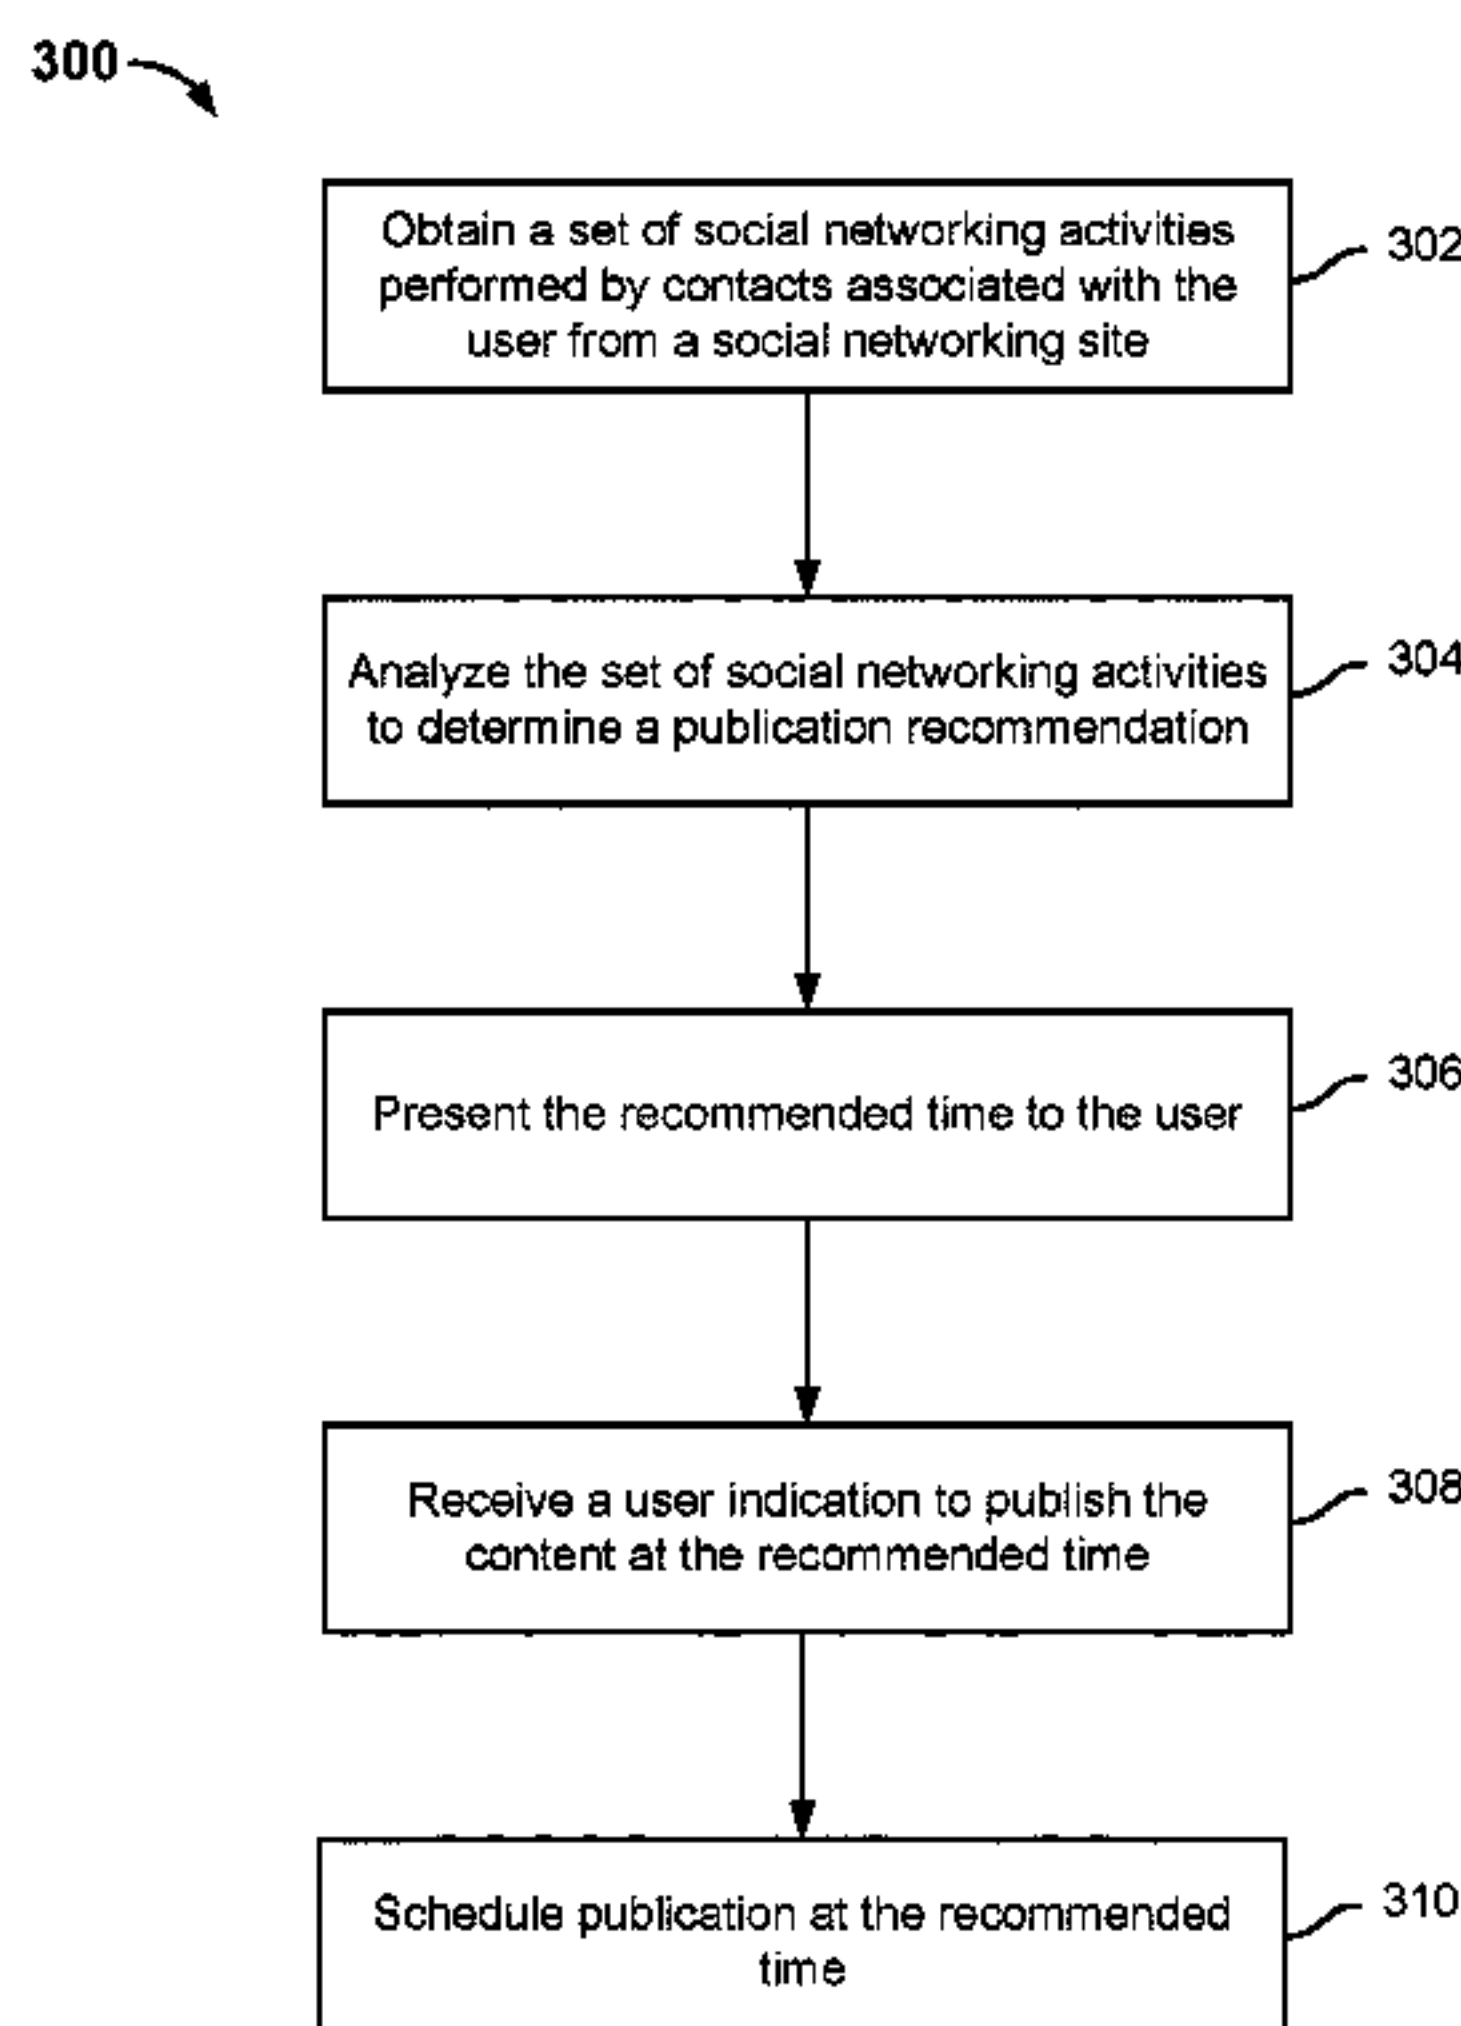 300
Obtain a set of social networking activities
performed by contacts associated with the
user from a social networking site
302
Analyze the set of social networking activities
to determine a publication recommendation
304
Present the recommended time to the user
306
Receive a user indication to publish the
content at the recommended time
308
Schedule publication at the recommended
time
310